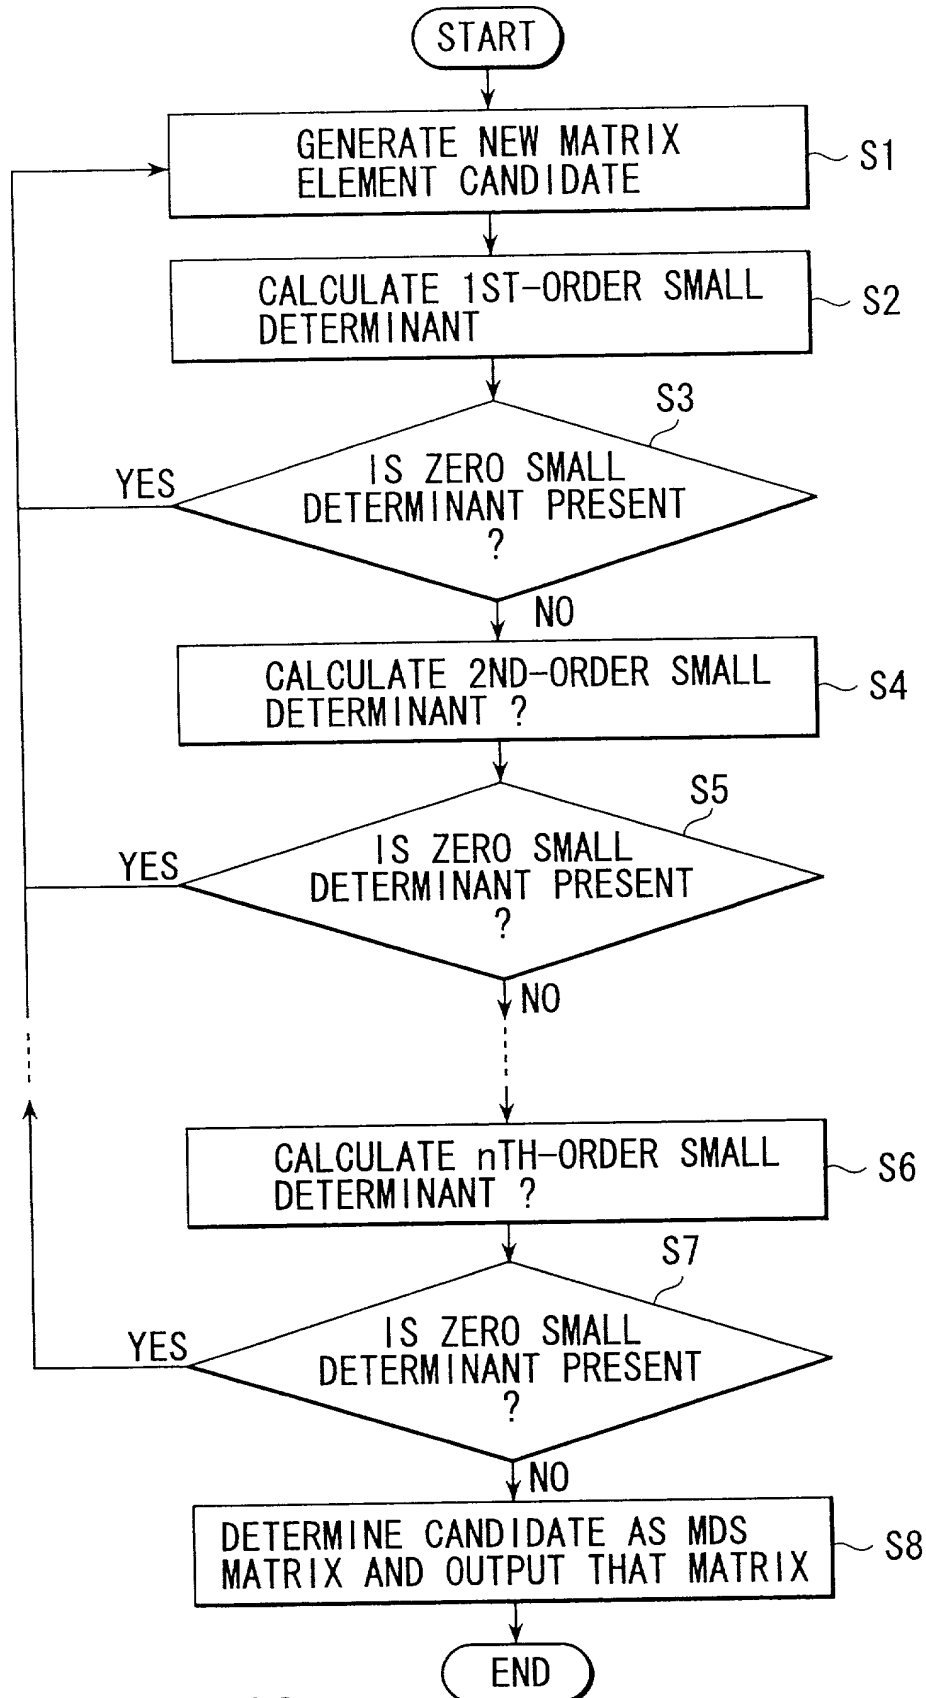 START
GENERATE NEW MATRIX
ELEMENT CANDIDATE
S1
CALCULATE 1ST-ORDER SMALL
DETERMINANT
S2
S3
IS ZERO SMALL
DETERMINANT PRESENT
?
YES
NO
CALCULATE 2ND-ORDER SMALL
DETERMINANT ?
S4
S5
IS ZERO SMALL
DETERMINANT PRESENT
?
YES
NO
CALCULATE nTH-ORDER SMALL
DETERMINANT ?
S6
S7
IS ZERO SMALL
DETERMINANT PRESENT
?
YES
NO
DETERMINE CANDIDATE AS MDS
MATRIX AND OUTPUT THAT MATRIX
S8
END